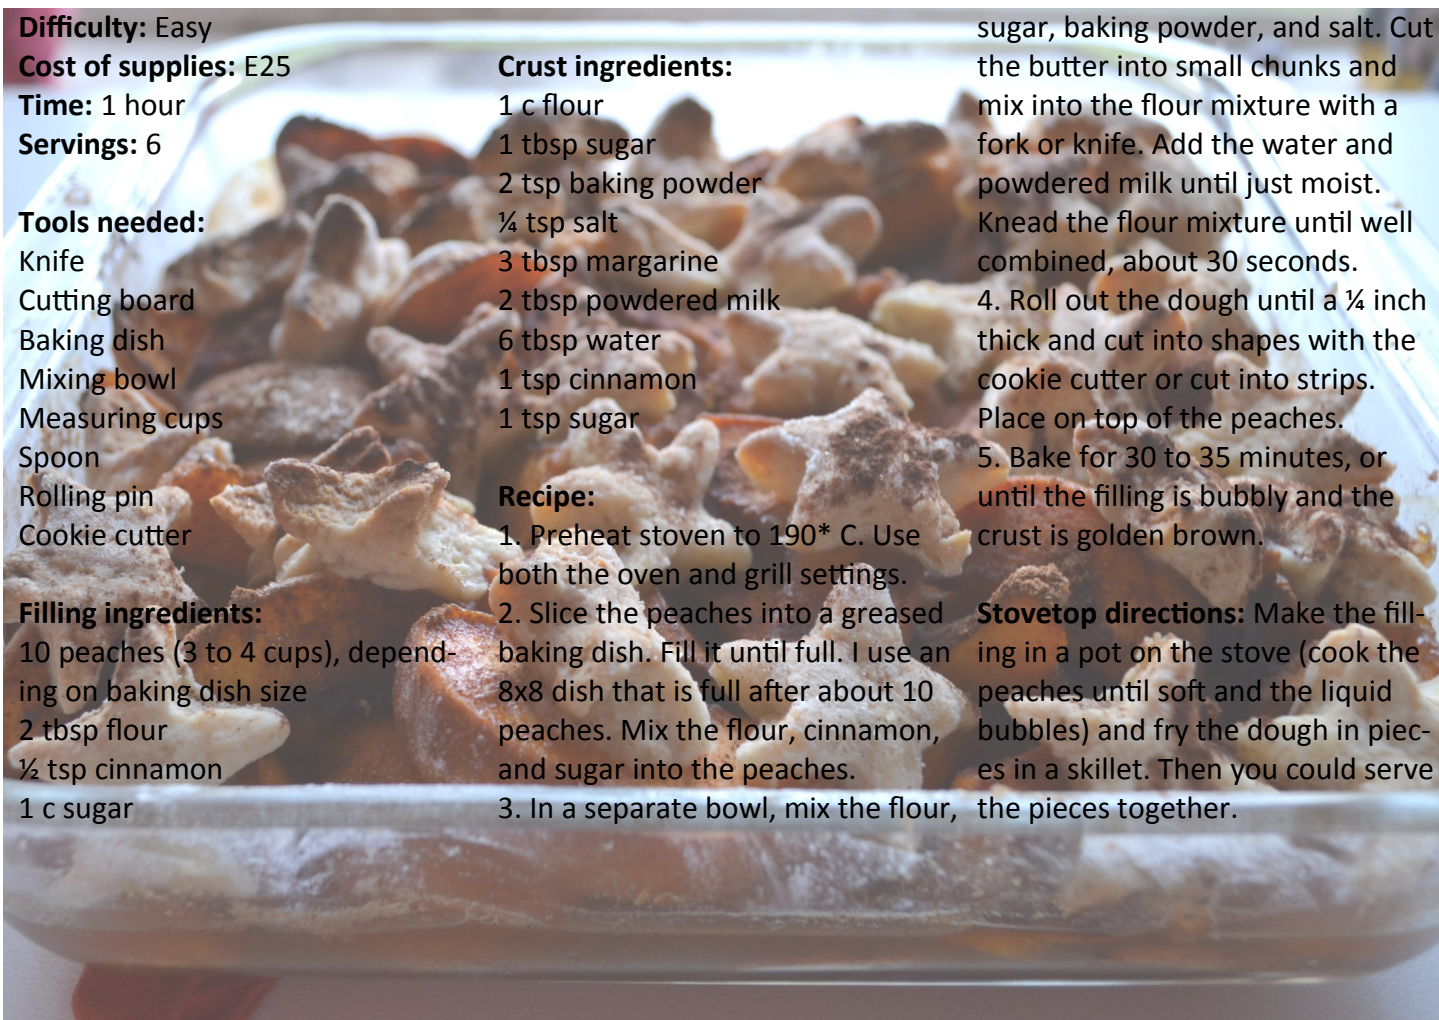 Difficulty: Easy
Cost of supplies: E25
Time: 1 hour
Servings: 6
Tools needed:
Knife
Cutting board
Baking dish
Mixing bowl
Measuring cups
Spoon
Rolling pin
Cookie cutter
Filling ingredients:
10 peaches (3 to 4 cups), depend-
ing on baking dish size
2 tbsp flour
½ tsp cinnamon
1 c sugar
Crust ingredients:
1 c flour
1 tbsp sugar
2 tsp baking powder
¼ tsp salt
3 tbsp margarine
2 tbsp powdered milk
6 tbsp water
1 tsp cinnamon
1 tsp sugar
Recipe:
1. Preheat stoven to 190* C. Use
both the oven and grill settings.
2. Slice the peaches into a greased
baking dish. Fill it until full. I use an
8x8 dish that is full after about 10
peaches. Mix the flour, cinnamon,
and sugar into the peaches.
3. In a separate bowl, mix the flour,
sugar, baking powder, and salt. Cut
the butter into small chunks and
mix into the flour mixture with a
fork or knife. Add the water and
powdered milk until just moist.
Knead the flour mixture until well
combined, about 30 seconds.
4. Roll out the dough until a ¼ inch
thick and cut into shapes with the
cookie cutter or cut into strips.
Place on top of the peaches.
5. Bake for 30 to 35 minutes, or
until the filling is bubbly and the
crust is golden brown.
Stovetop directions: Make the fill-
ing in a pot on the stove (cook the
peaches until soft and the liquid
bubbles) and fry the dough in piec-
es in a skillet. Then you could serve
the pieces together.